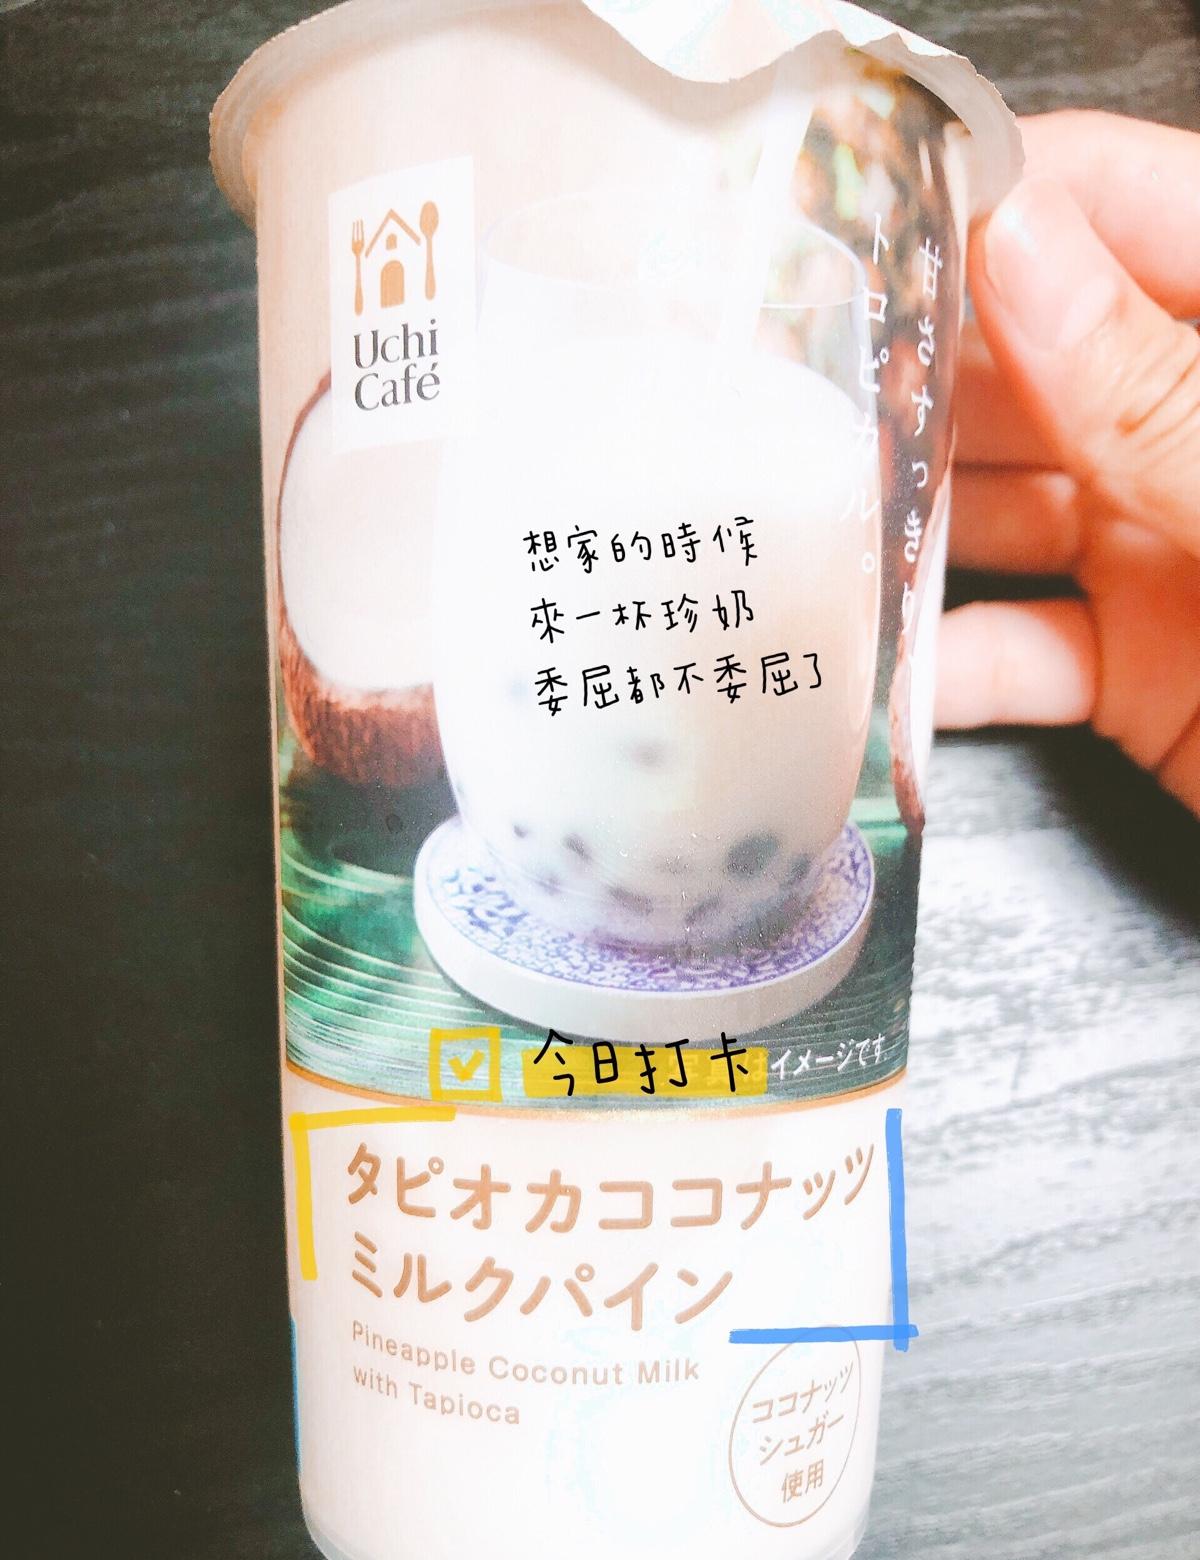 Uchi
Café
甘さすっきり
トロピカル。
想家的時候
來一杯珍奶
委屈都不委屈了
今日打卡
はイメージです
タピオカココナッツ
ミルクパイン
Pineapple Coconut Milk
with Tapioca
ココナッツ
シュガー
使用